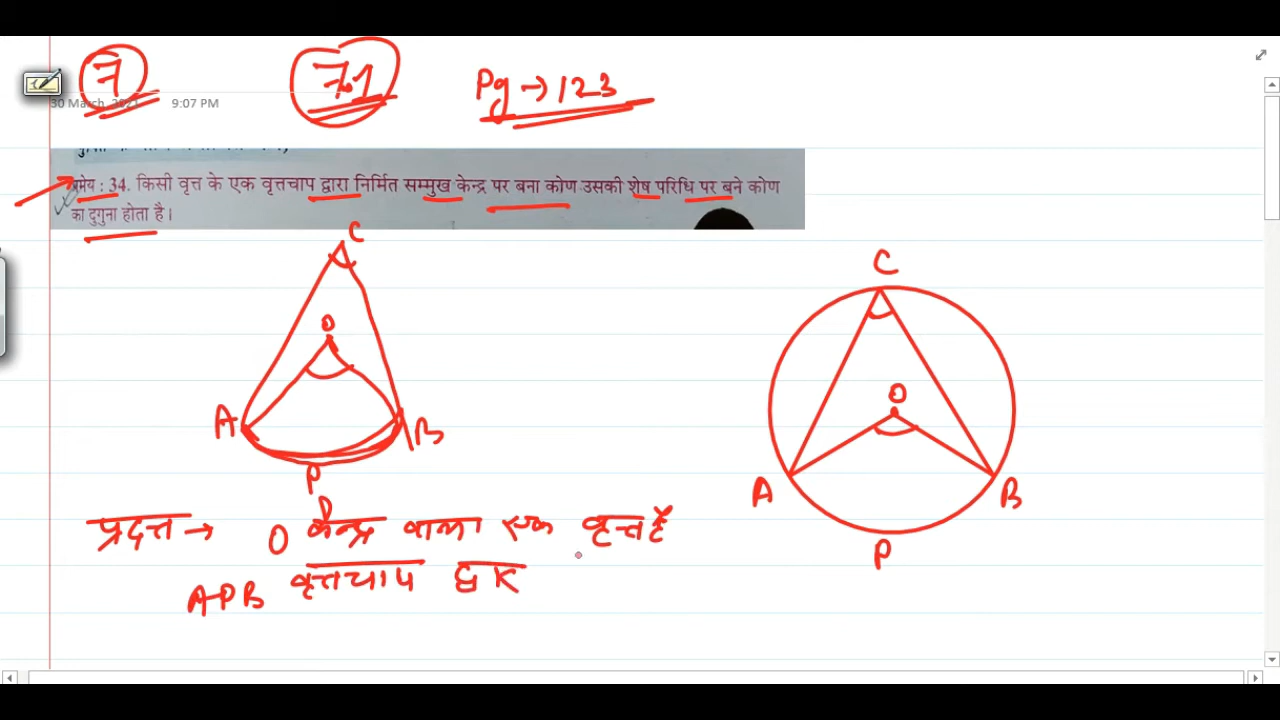 7 7.1 Pg → 123
30 March, 9:07 PM
प्रमेय : 34. किसी वृत्त के एक वृत्तचाप द्वारा निर्मित सम्मुख केन्द्र पर बना कोण उसकी शेष परिधि पर बने कोण
का दुगुना होता है।
C
O
A
B
P
C
O
A
B
P
प्रदत्त → O केन्द्र वाला एक वृत्त है
APB वृत्तचाप